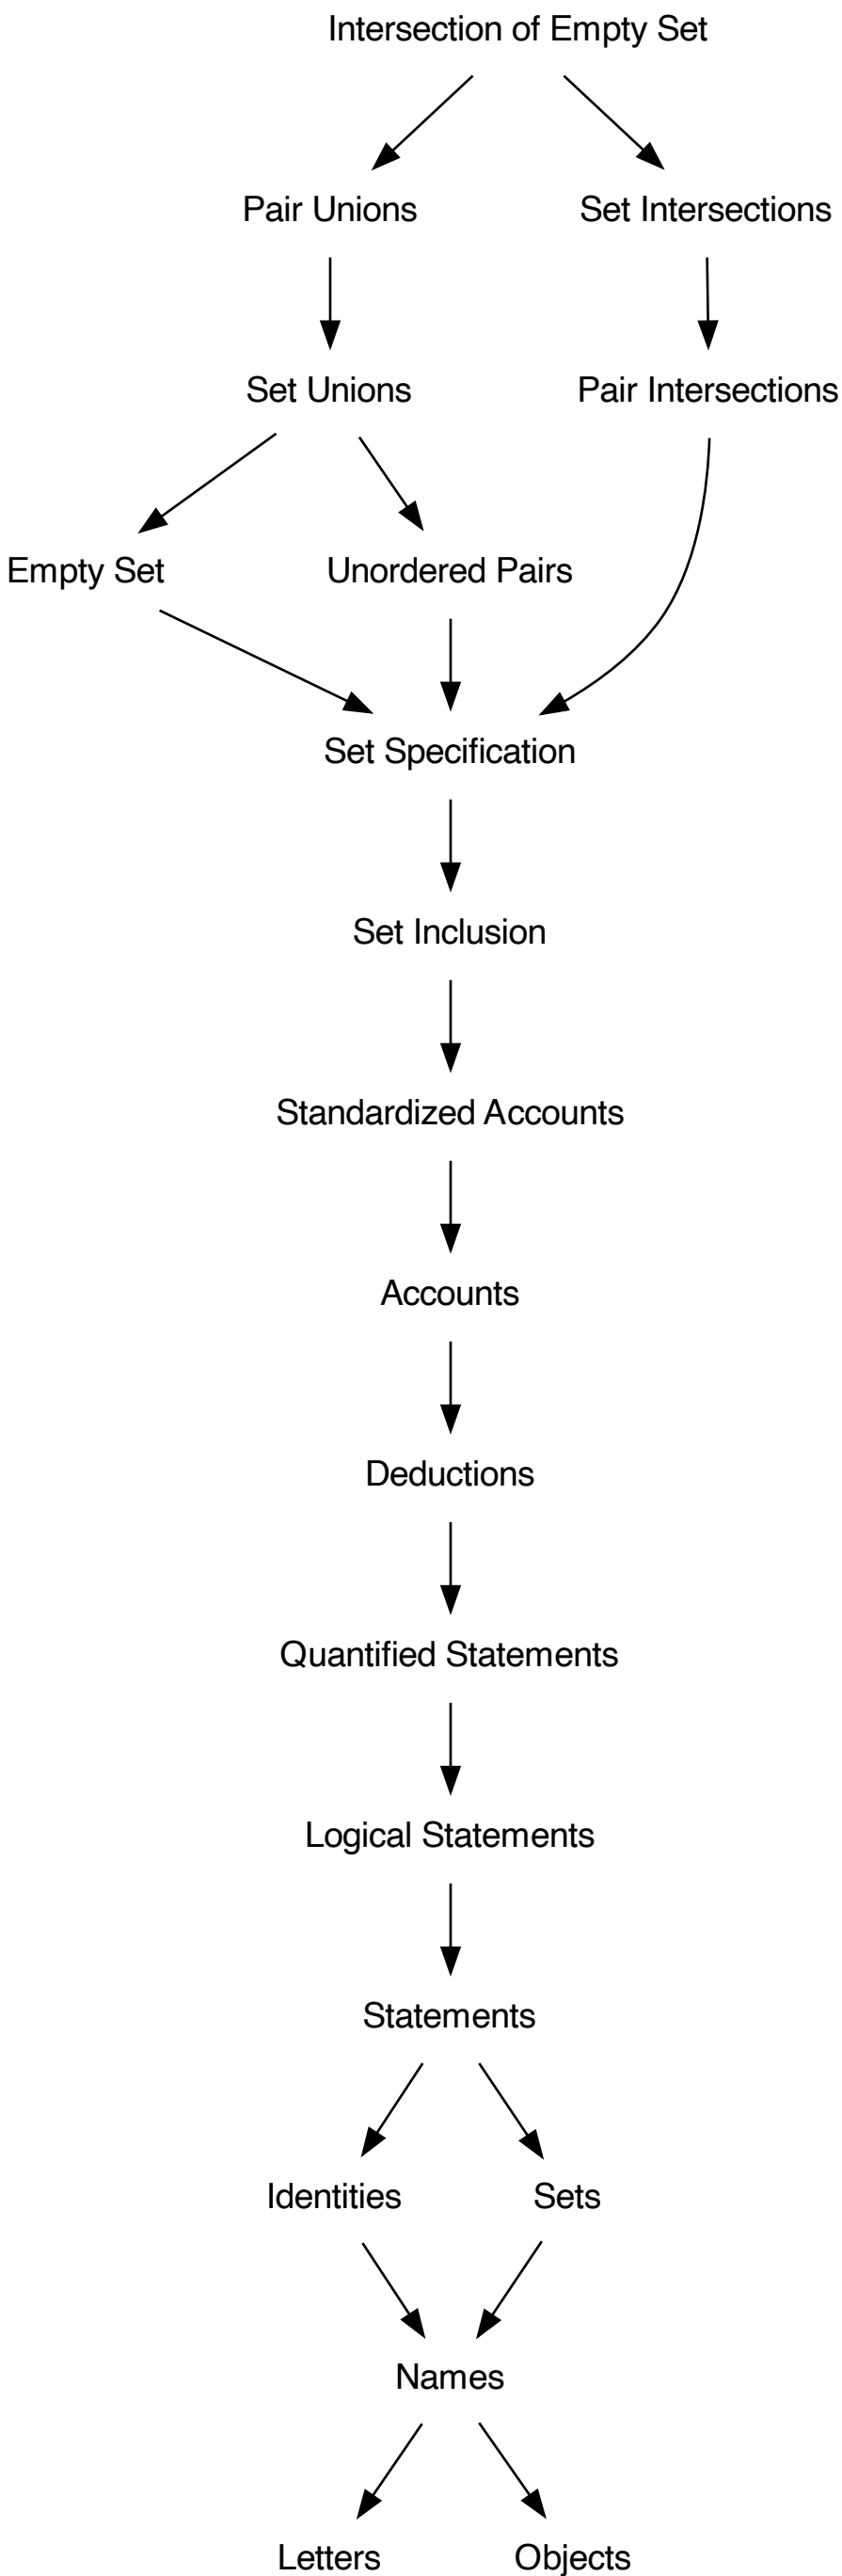 Intersection of Empty Set
Pair Unions
Set Intersections
Set Unions
Pair Intersections
Empty Set
Unordered Pairs
Set Specification
Set Inclusion
Standardized Accounts
Accounts
Deductions
Quantified Statements
Logical Statements
Statements
Identities
Sets
Names
Letters
Objects